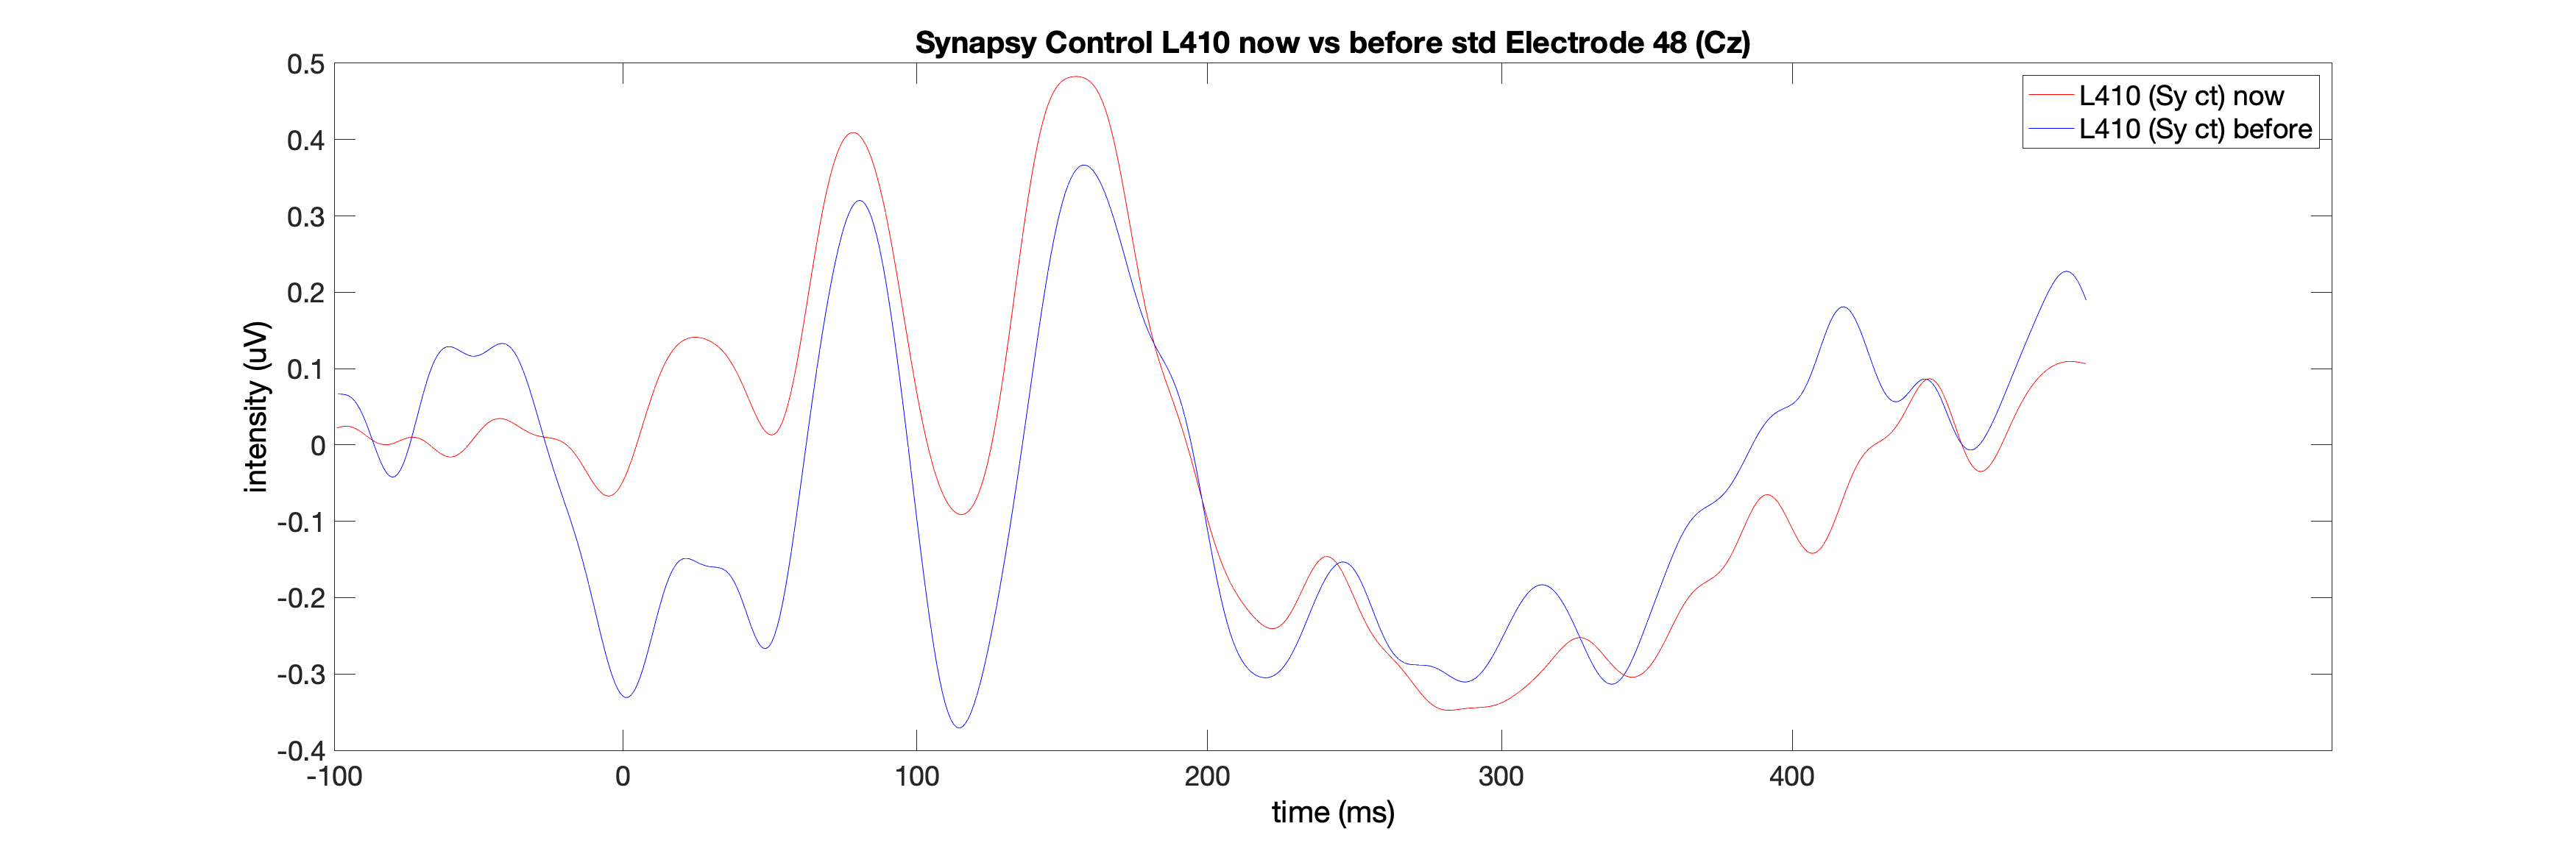 Synapsy Control L410 now vs before std Electrode 48 (Cz)
L410 (Sy ct) now
L410 (Sy ct) before
intensity (uV)
0.5
0.4
0.3
0.2
0.1
0
-0.1
-0.2
-0.3
-0.4
-100 0 100 200 300 400
time (ms)